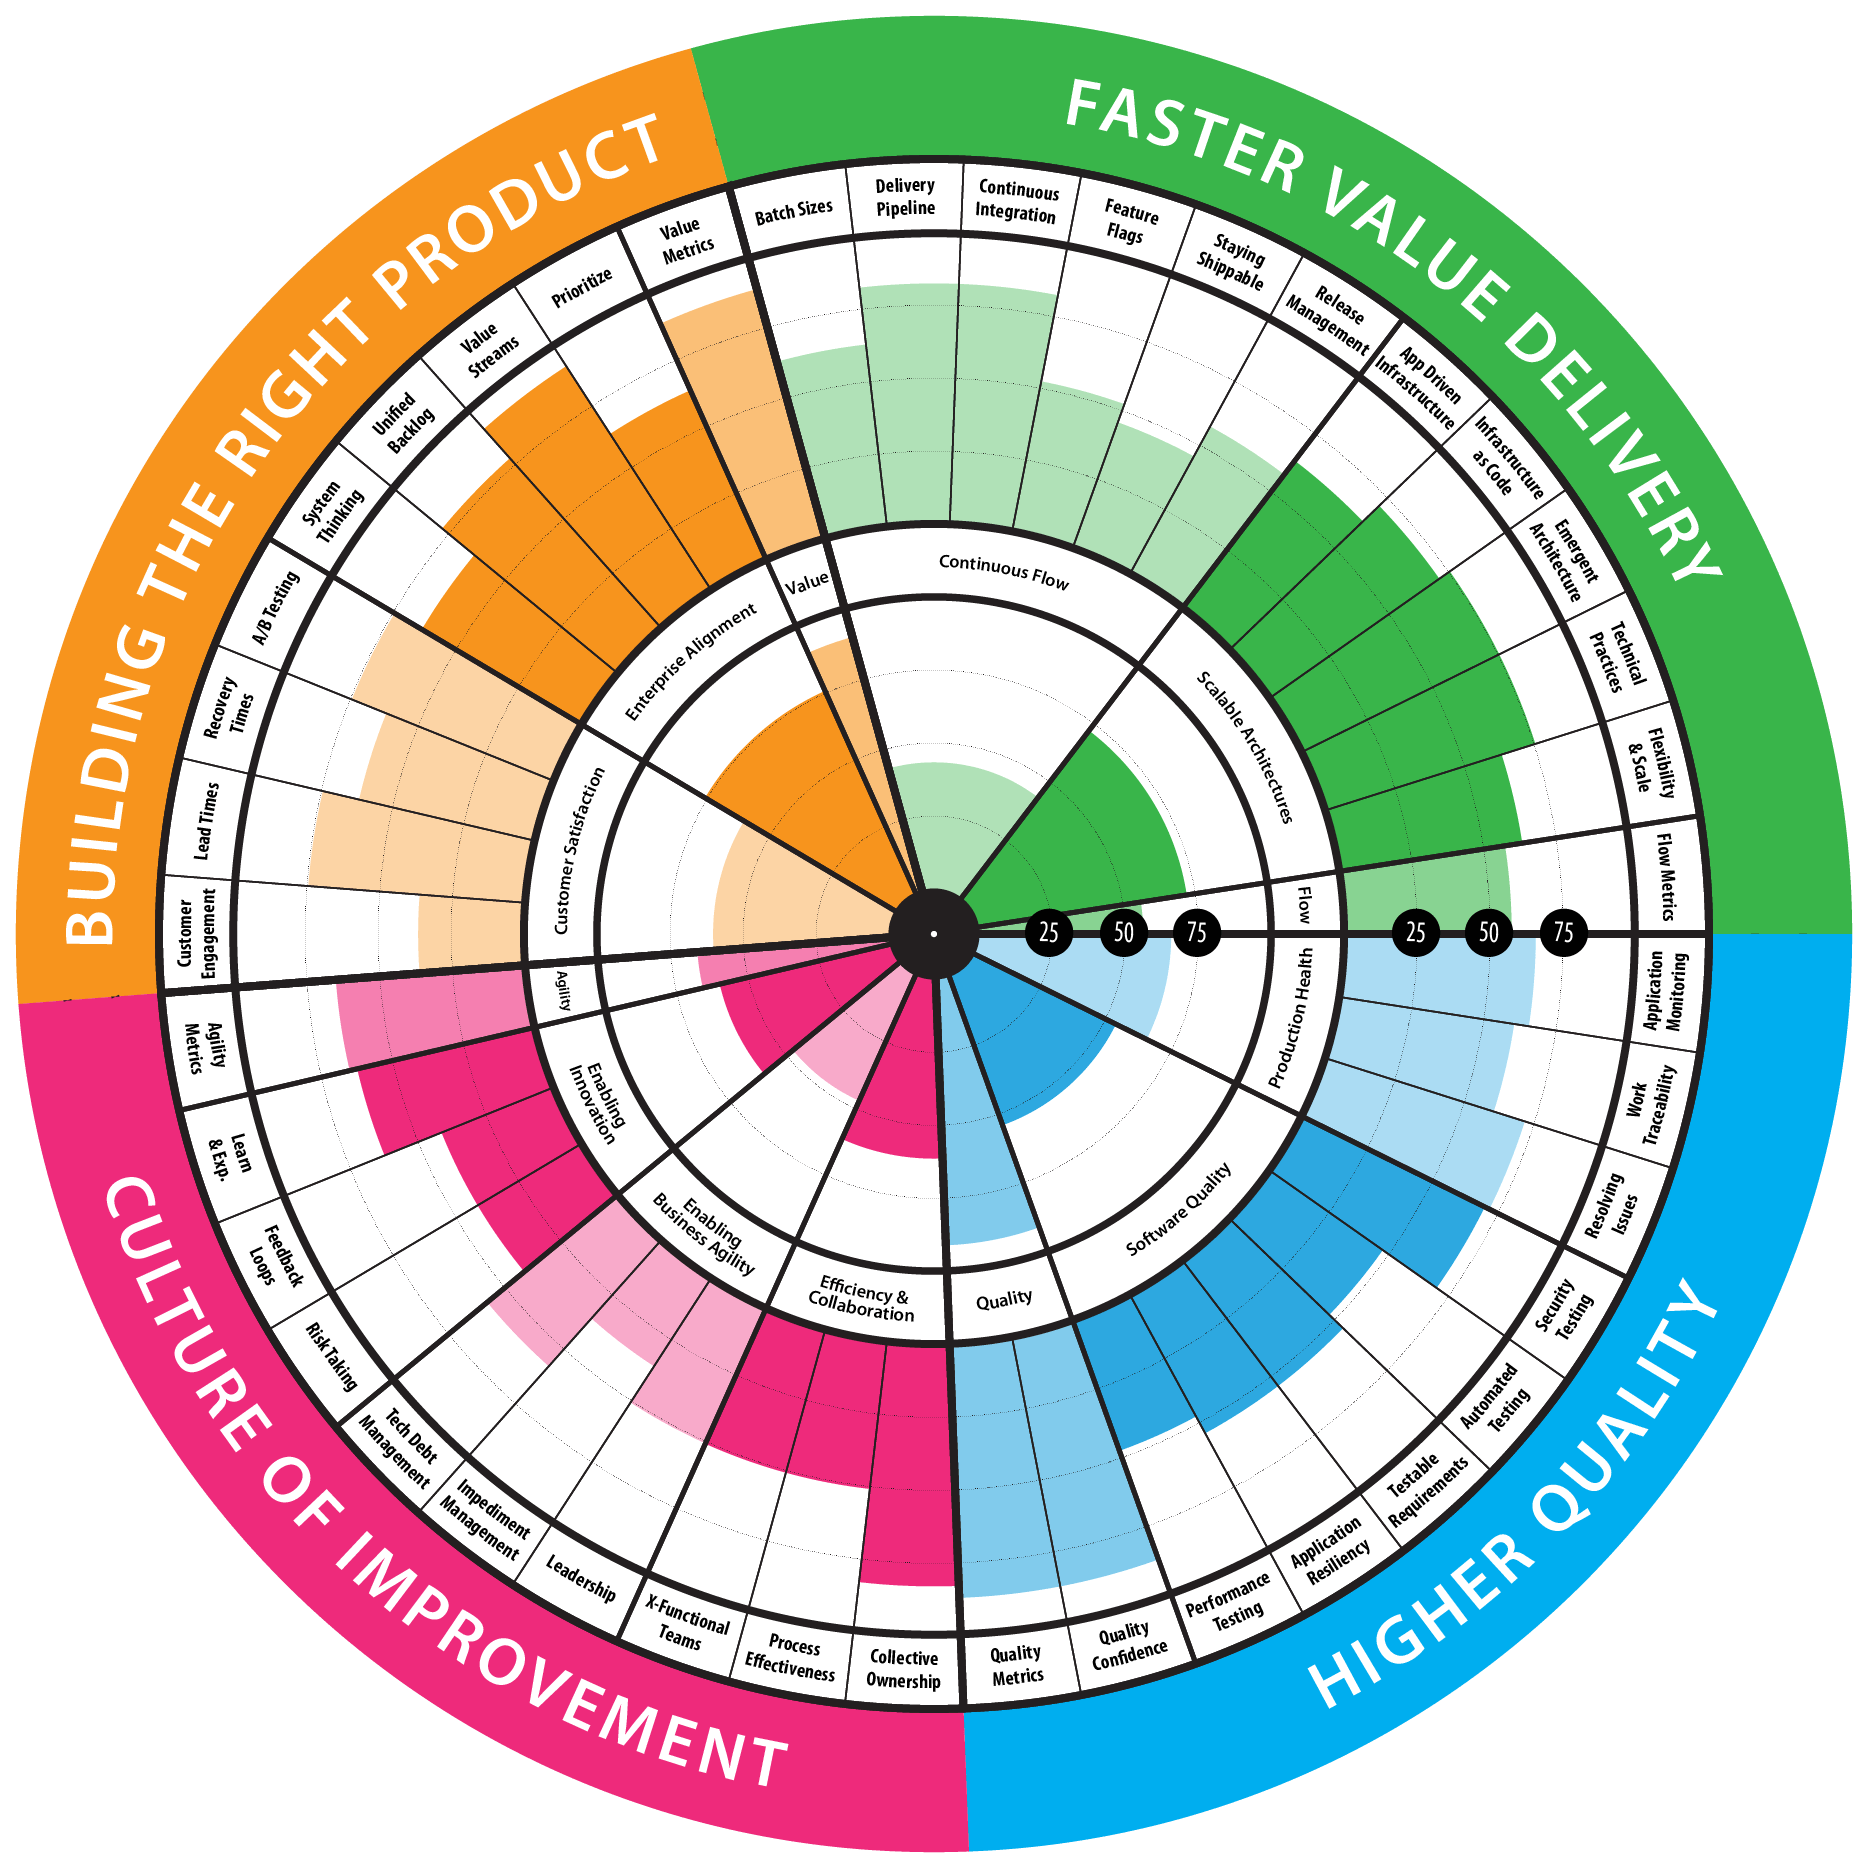 FASTER VALUE DELIVERY
HIGHER QUALITY
CULTURE OF IMPROVEMENT
BUILDING THE RIGHT PRODUCT
Batch Sizes
Delivery
Pipeline
Continuous
Integration
Feature
Flags
Staying
Shippable
Release
Management
App Driven
Infrastructure
Infrastructure
as Code
Emergent
Architecture
Technical
Practices
Flexibility
& Scale
Flow Metrics
Application
Monitoring
Work
Traceability
Resolving
Issues
Security
Testing
Automated
Testing
Testable
Requirements
Application
Resiliency
Performance
Testing
Quality
Confidence
Quality
Metrics
Collective
Ownership
Process
Effectiveness
X-Functional
Teams
Leadership
Impediment
Management
Tech Debt
Management
Risk Taking
Feedback
Loops
Learn
& Exp.
Agility
Metrics
Customer
Engagement
Lead Times
Recovery
Times
A/B Testing
System
Thinking
Unified
Backlog
Value
Streams
Prioritize
Value
Metrics
Continuous Flow
Scalable Architectures
Flow
Production Health
Software Quality
Quality
Efficiency &
Collaboration
Enabling
Business Agility
Enabling
Innovation
Agility
Customer Satisfaction
Enterprise Alignment
Value
25
50
75
25
50
75